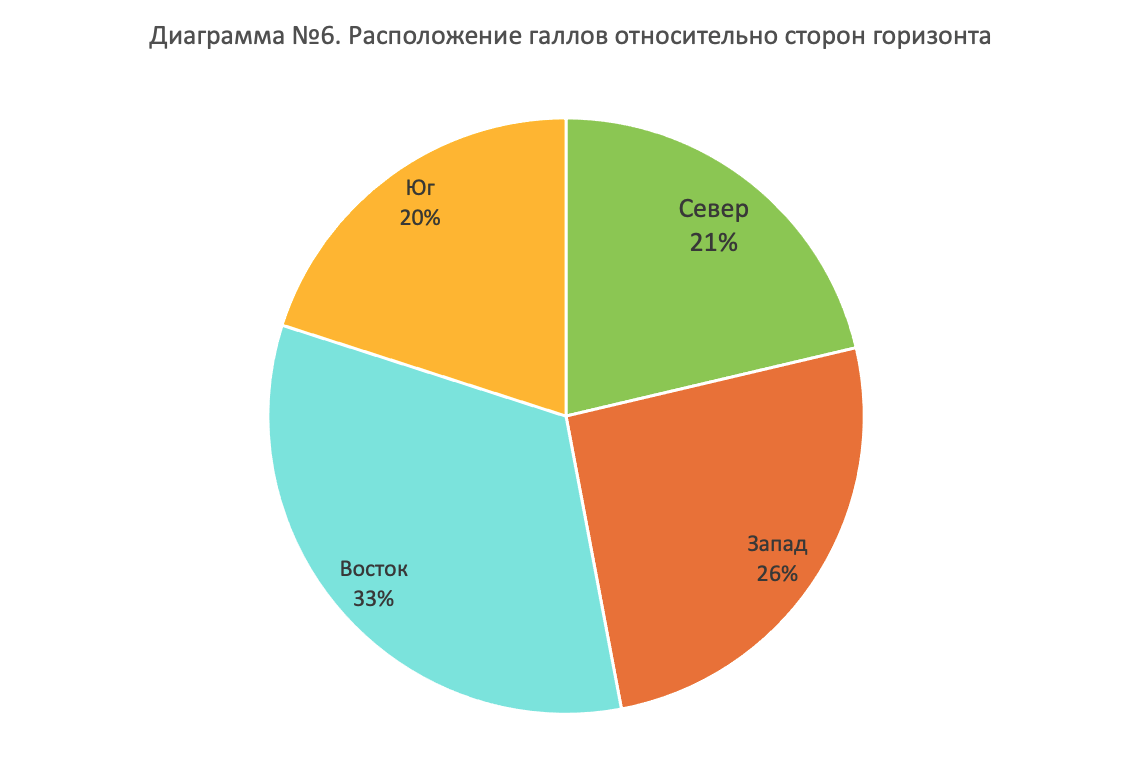 Диаграмма №6. Расположение галлов относительно сторон горизонта
Юг
20%
Север
21%
Запад
26%
Восток
33%